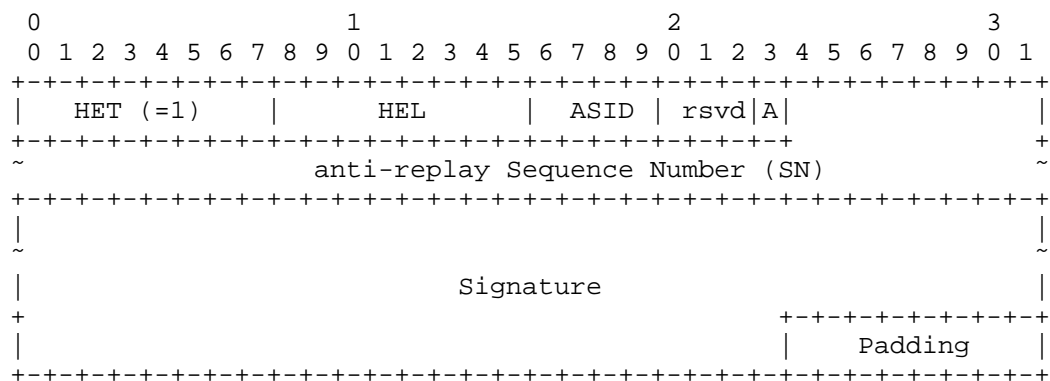 0                   1                   2                   3
 0 1 2 3 4 5 6 7 8 9 0 1 2 3 4 5 6 7 8 9 0 1 2 3 4 5 6 7 8 9 0 1
+-+-+-+-+-+-+-+-+-+-+-+-+-+-+-+-+-+-+-+-+-+-+-+-+-+-+-+-+-+-+-+-+
|   HET (=1)    |      HEL      |  ASID | rsvd|A|               |
+-+-+-+-+-+-+-+-+-+-+-+-+-+-+-+-+-+-+-+-+-+-+-+-+               +
~                  anti-replay Sequence Number (SN)             ~
+-+-+-+-+-+-+-+-+-+-+-+-+-+-+-+-+-+-+-+-+-+-+-+-+-+-+-+-+-+-+-+-+
|                                                               |
~                                                               ~
|                           Signature                           |
+                                               +-+-+-+-+-+-+-+-+
|                                               |    Padding    |
+-+-+-+-+-+-+-+-+-+-+-+-+-+-+-+-+-+-+-+-+-+-+-+-+-+-+-+-+-+-+-+-+